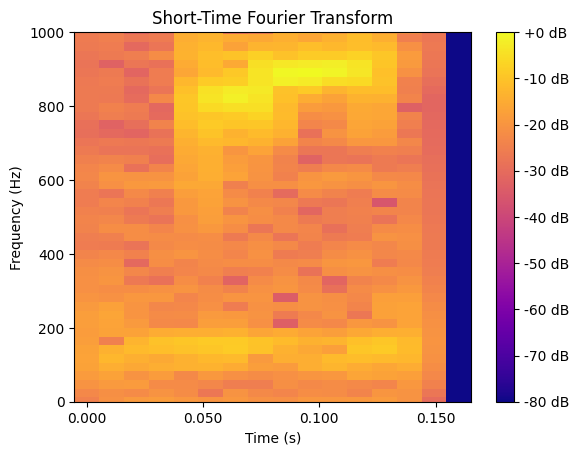 Short-Time Fourier Transform
1000
800
600
400
200
0
Frequency (Hz)
0.000
0.050
0.100
0.150
Time (s)
+0 dB
-10 dB
-20 dB
-30 dB
-40 dB
-50 dB
-60 dB
-70 dB
-80 dB